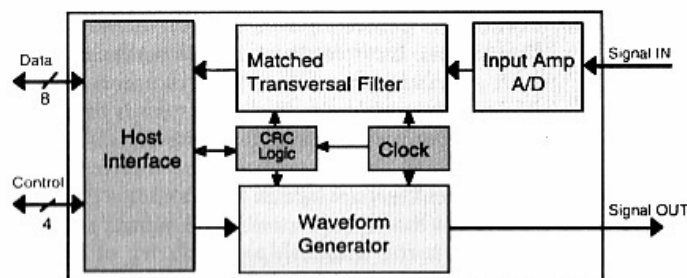 Data
8
Control
4
Host
Interface
Matched
Transversal Filter
Input Amp
A/D
Signal IN
CRC
Logic
Clock
Waveform
Generator
Signal OUT